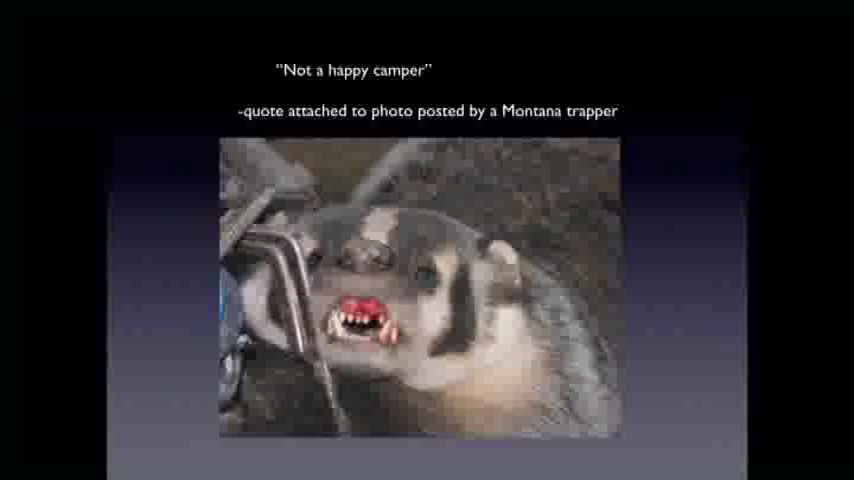 “Not a happy camper”
-quote attached to photo posted by a Montana trapper